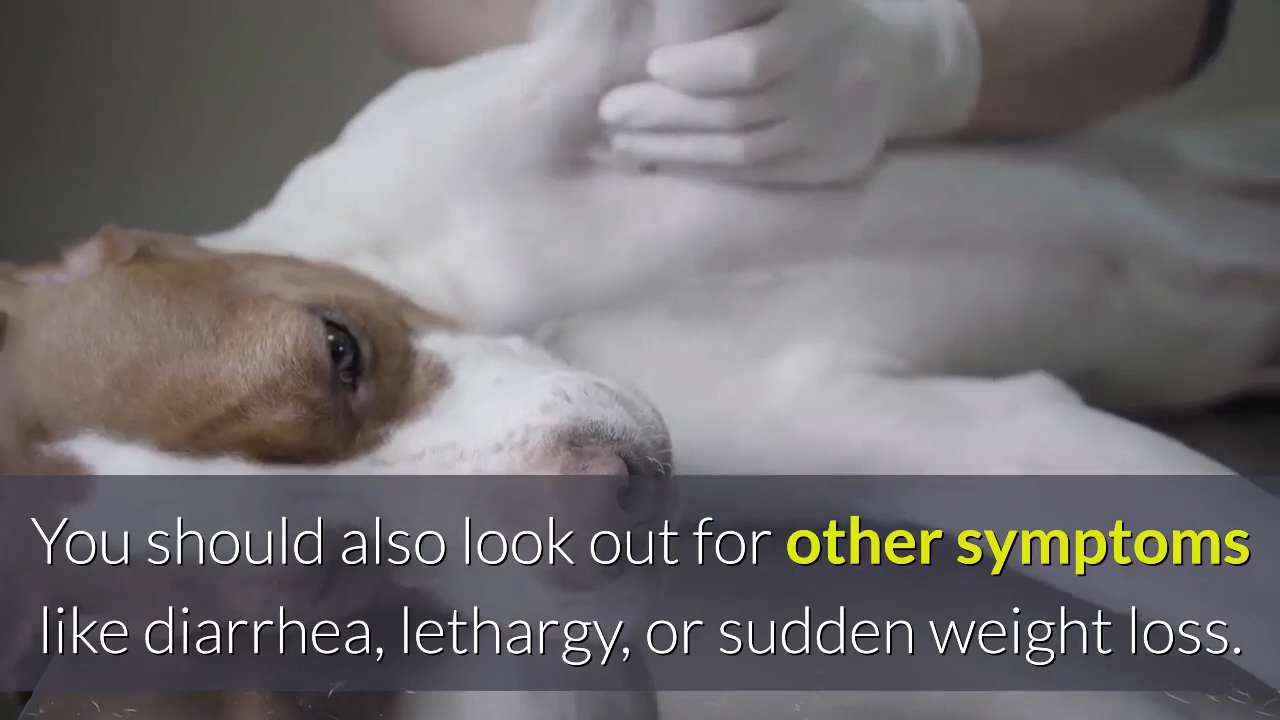 You should also look out for other symptoms
like diarrhea, lethargy, or sudden weight loss.